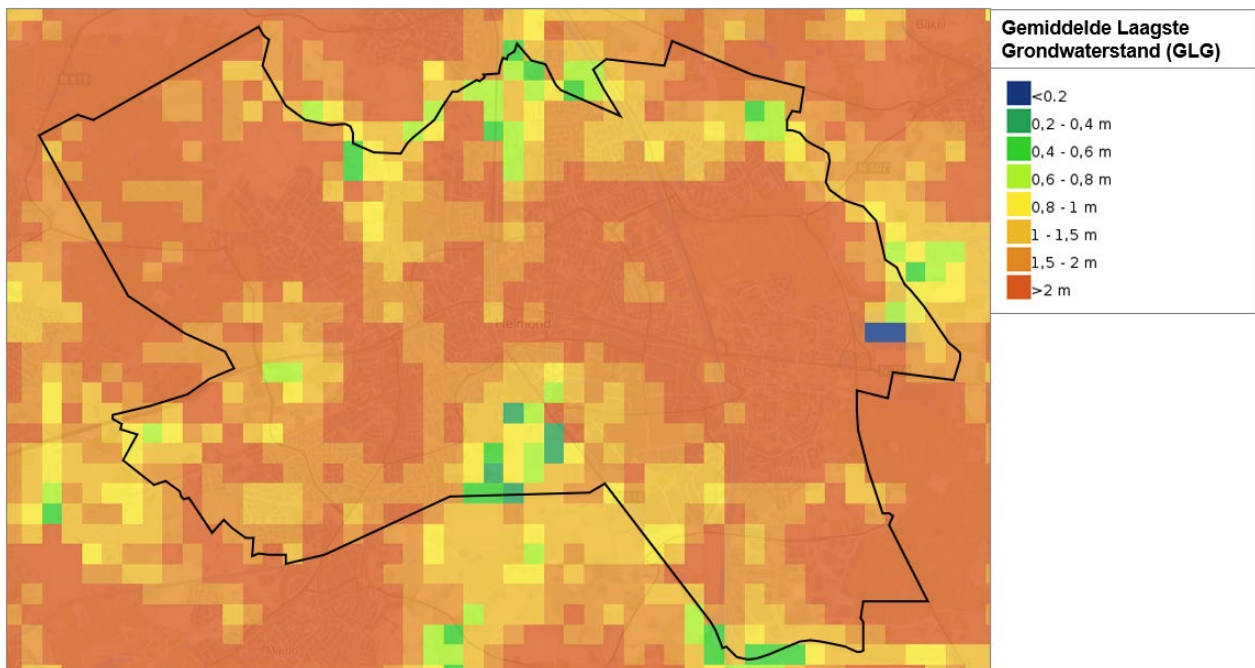 Gemiddelde Laagste
Grondwaterstand (GLG)
<0.2
0,2 - 0,4 m
0,4 - 0,6 m
0,6 - 0,8 m
0,8 - 1 m
1 - 1,5 m
1,5 - 2 m
>2 m
Bakel
Helmond
Mierlo